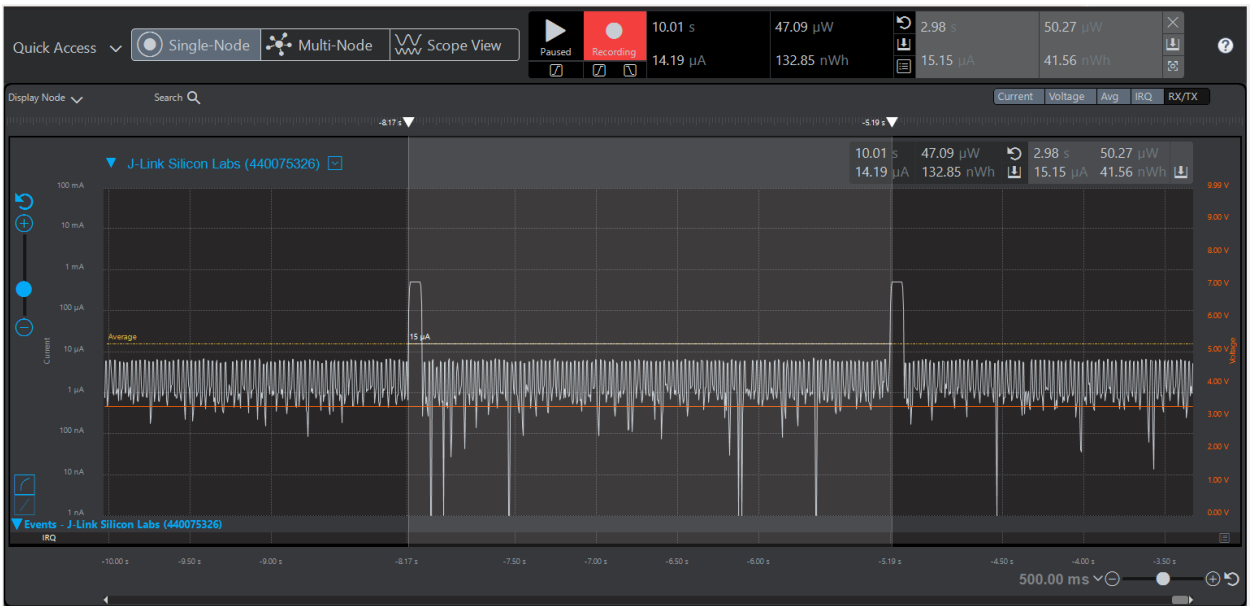 Quick Access
Single-Node
Multi-Node
Scope View
Paused
Recording
10.01 s
47.09 µW
14.19 µA
132.85 nWh
2.98 s
50.27 µW
15.15 µA
41.56 nWh
?
Display Node
Search
Current
Voltage
Avg
IRQ
RX/TX
-8.17 s
-5.19 s
J-Link Silicon Labs (440075326)
10.01 s 47.09 µW
14.19 µA 132.85 nWh
2.98 s 50.27 µW
15.15 µA 41.56 nWh
100 mA
10 mA
1 mA
100 µA
10 µA
1 µA
100 nA
10 nA
1 nA
Current
Average
15 µA
9.99 V
9.00 V
8.00 V
7.00 V
6.00 V
5.00 V
4.00 V
3.00 V
2.00 V
1.00 V
0.00 V
Voltage
Events - J-Link Silicon Labs (440075326)
IRQ
-10.00 s -9.50 s -9.00 s -8.17 s -7.50 s -7.00 s -6.50 s -6.00 s -5.19 s -4.50 s -4.00 s -3.50 s
500.00 ms